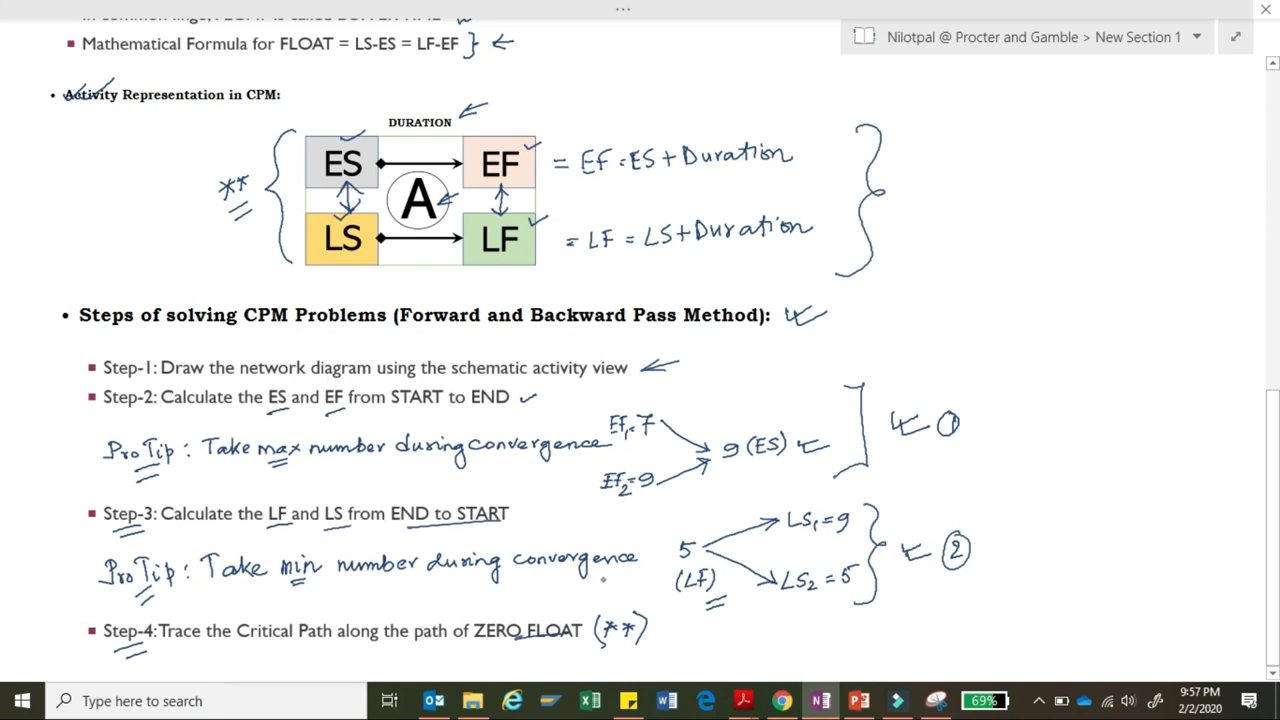 Mathematical Formula for FLOAT = LS-ES = LF-EF
Nilotpal @ Procter and Gamble > New Section 1
Activity Representation in CPM:
DURATION
ES EF = EF = ES + Duration
**
A
LS LF = LF = LS + Duration
Steps of solving CPM Problems (Forward and Backward Pass Method):
Step-1: Draw the network diagram using the schematic activity view
Step-2: Calculate the ES and EF from START to END
EF1 = 7
Pro Tip : Take max number during convergence 9 (ES) 1
EF2 = 9
Step-3: Calculate the LF and LS from END to START
LS1 = 9
Pro Tip : Take min number during convergence 5 2
(LF) LS2 = 5
Step-4: Trace the Critical Path along the path of ZERO FLOAT (**)
Type here to search
69%
9:57 PM
2/2/2020